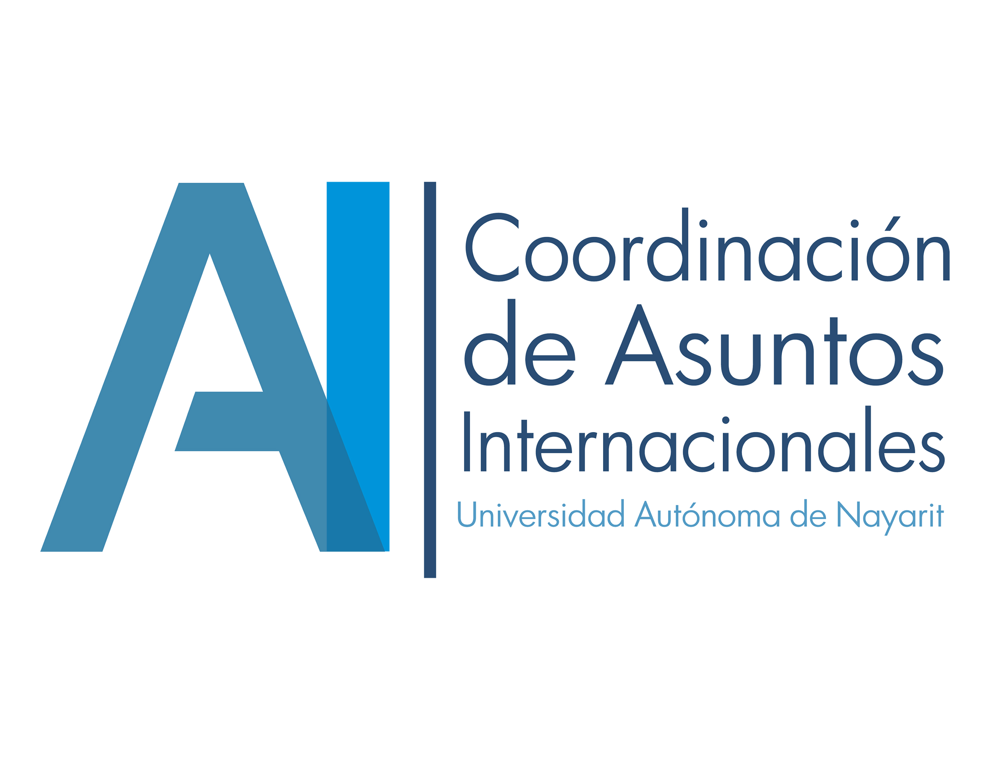 AI
Coordinación
de Asuntos
Internacionales
Universidad Autónoma de Nayarit